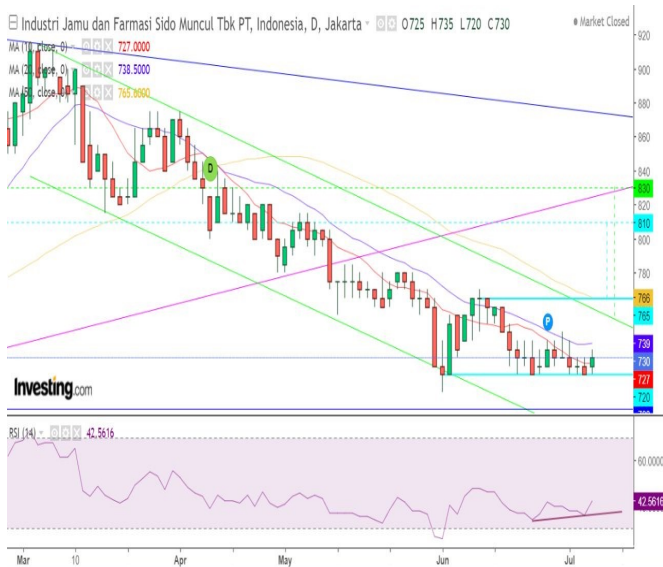 Industri Jamu dan Farmasi Sido Muncul Tbk PT, Indonesia, D, Jakarta O725 H735 L720 C730
Market Closed
MA (10, close, 0) 727.0000
MA (20, close, 0) 738.5000
MA (50, close, 0) 765.6000
920
900
880
860
840
830
820
810
800
780
766
765
739
730
727
720
D
P
Investing.com
RSI (14) 42.5616
60.0000
42.5616
Mar 10 Apr May Jun Jul